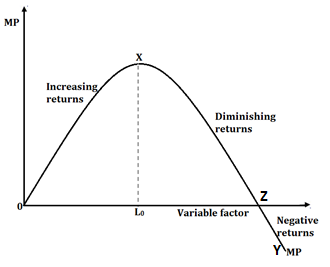 MP
X
Increasing
returns
Diminishing
returns
Z
0
L₀
Variable factor
Negative
returns
Y MP